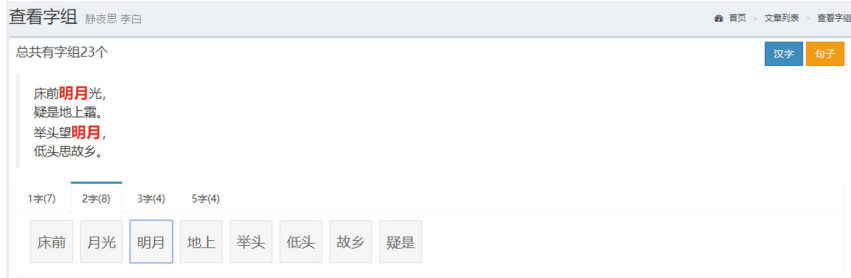 查看字组 静夜思 李白 首页 > 文章列表 > 查看字组
总共有字组23个 汉字 句子
床前明月光，
疑是地上霜。
举头望明月，
低头思故乡。
1字(7) 2字(8) 3字(4) 5字(4)
床前 月光 明月 地上 举头 低头 故乡 疑是